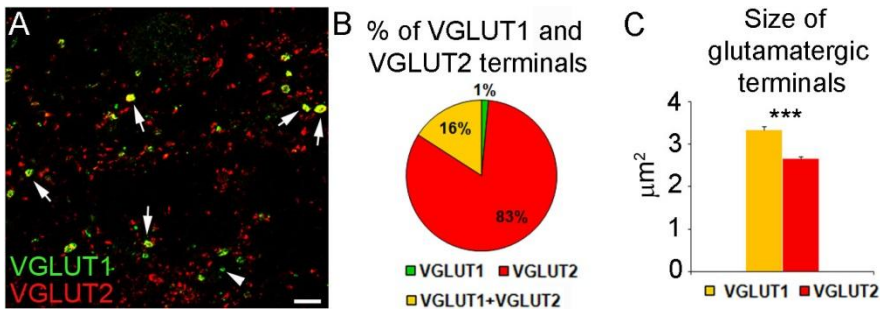 A
VGLUT1
VGLUT2
B
% of VGLUT1 and
VGLUT2 terminals
1%
16%
83%
VGLUT1 VGLUT2
VGLUT1+VGLUT2
C
Size of
glutamatergic
terminals
***
4
3
2
1
0
μm²
VGLUT1 VGLUT2